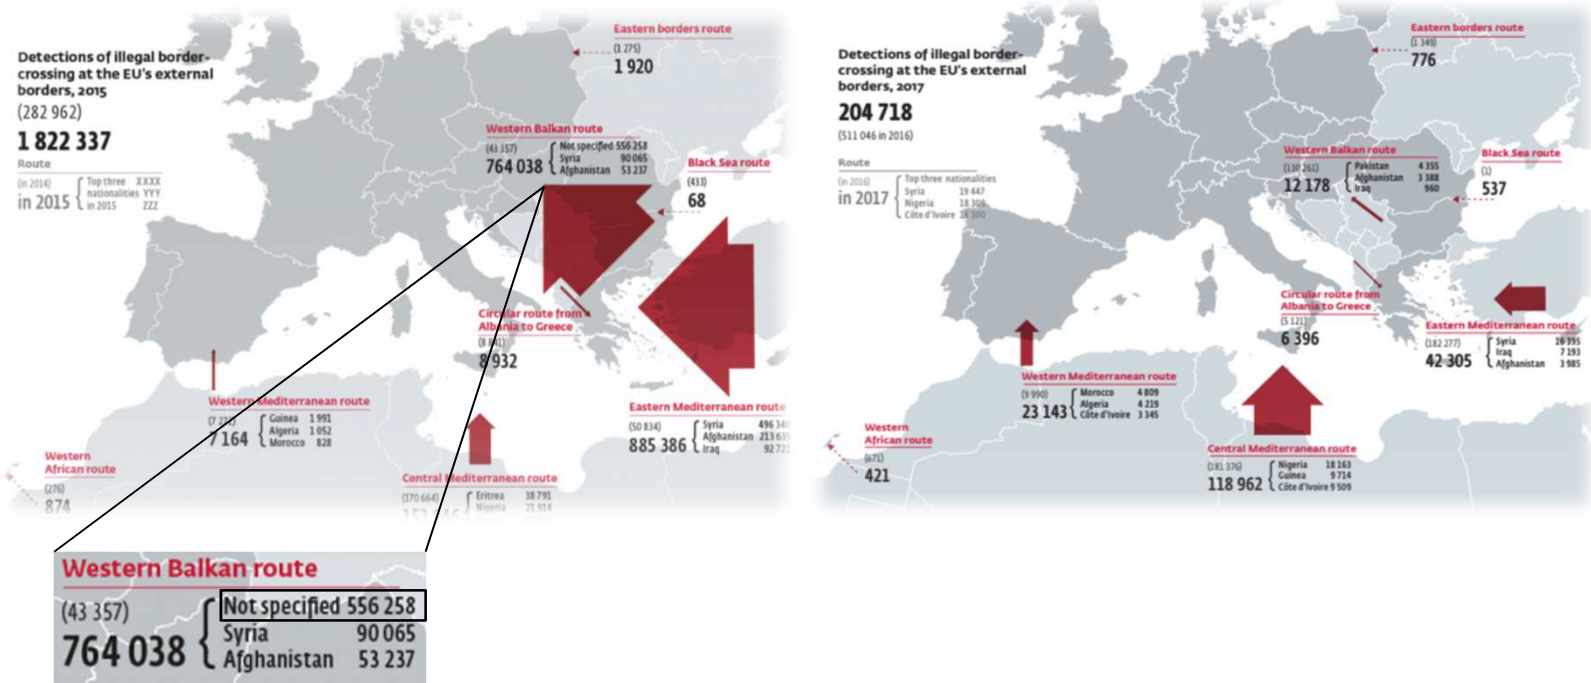 Detections of illegal border-
crossing at the EU's external
borders, 2015
(282 962)
1 822 337
Route
(in 2014)
in 2015
Top three XXXX
nationalities YYY
in 2015 ZZZ
Eastern borders route
(1 275)
1 920
Western Balkan route
(43 357)
764 038
Not specified 556 258
Syria 90 065
Afghanistan 53 237
Black Sea route
(433)
68
Circular route from
Albania to Greece
8 932
Western Mediterranean route
7 164
Guinea 1 991
Algeria 1 052
Morocco 828
Eastern Mediterranean route
(50 834)
885 386
Syria
Afghanistan
Iraq
Western
African route
(276)
874
Central Mediterranean route
(170 664)
Eritrea 38 791
Nigeria 21 914
Western Balkan route
(43 357)
764 038
Not specified 556 258
Syria 90 065
Afghanistan 53 237
Detections of illegal border-
crossing at the EU's external
borders, 2017
204 718
(511 046 in 2016)
Route
(in 2016)
in 2017
Top three nationalities
Syria 19 447
Nigeria
Côte d'Ivoire
Eastern borders route
(1 349)
776
Western Balkan route
(130 261)
12 178
Pakistan 4 355
Afghanistan 3 388
Iraq 960
Black Sea route
(1)
537
Circular route from
Albania to Greece
(5 121)
6 396
Eastern Mediterranean route
(182 277)
42 305
Syria 16 395
Iraq 7 193
Afghanistan 3 985
Western Mediterranean route
(9 990)
23 143
Morocco 4 809
Algeria 4 219
Côte d'Ivoire 3 345
Western
African route
(671)
421
Central Mediterranean route
(181 376)
118 962
Nigeria 18 163
Guinea 9 714
Côte d'Ivoire 9 509